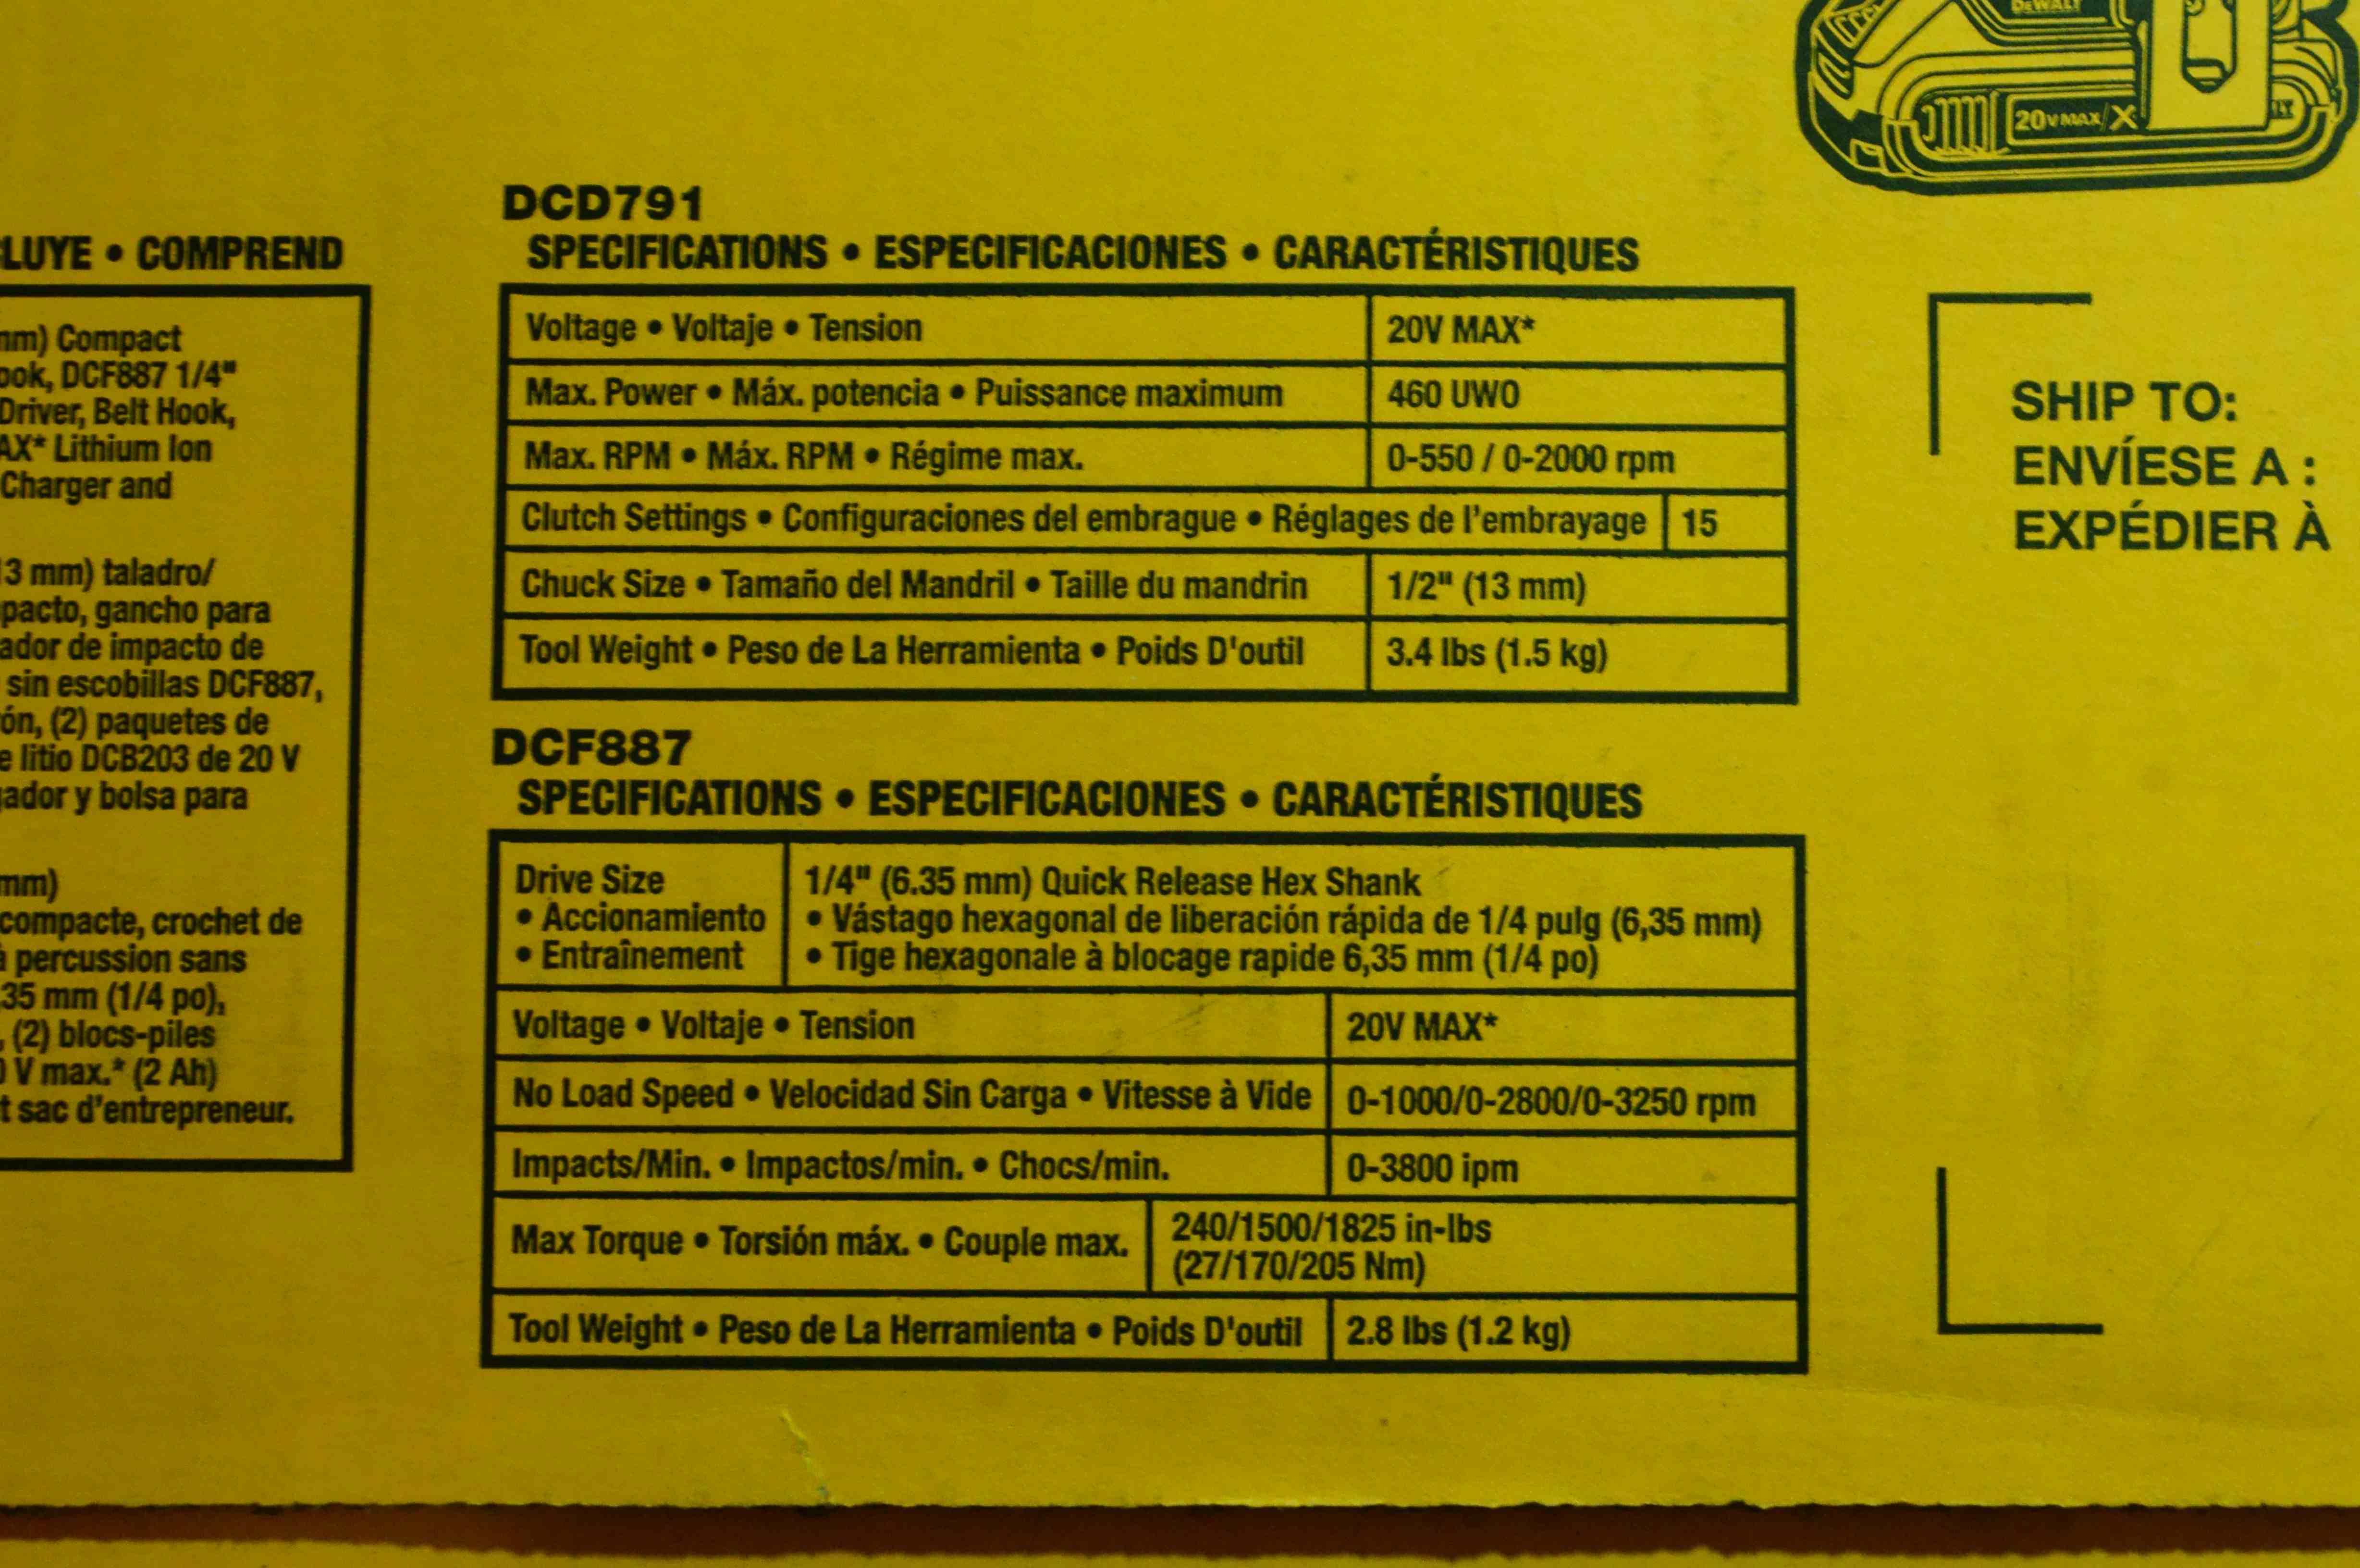 DEWALT
20V MAX/X
LUYE • COMPREND
mm) Compact
ook, DCF887 1/4"
Driver, Belt Hook,
AX* Lithium Ion
Charger and
3 mm) taladro/
pacto, gancho para
ador de impacto de
sin escobillas DCF887,
ón, (2) paquetes de
e litio DCB203 de 20 V
gador y bolsa para
mm)
compacte, crochet de
à percussion sans
,35 mm (1/4 po),
, (2) blocs-piles
0 V max.* (2 Ah)
t sac d'entrepreneur.
DCD791
SPECIFICATIONS • ESPECIFICACIONES • CARACTÉRISTIQUES
Voltage • Voltaje • Tension 20V MAX*
Max. Power • Máx. potencia • Puissance maximum 460 UWO
Max. RPM • Máx. RPM • Régime max. 0-550 / 0-2000 rpm
Clutch Settings • Configuraciones del embrague • Réglages de l'embrayage 15
Chuck Size • Tamaño del Mandril • Taille du mandrin 1/2" (13 mm)
Tool Weight • Peso de La Herramienta • Poids D'outil 3.4 lbs (1.5 kg)
DCF887
SPECIFICATIONS • ESPECIFICACIONES • CARACTÉRISTIQUES
Drive Size 1/4" (6.35 mm) Quick Release Hex Shank
• Accionamiento • Vástago hexagonal de liberación rápida de 1/4 pulg (6,35 mm)
• Entraînement • Tige hexagonale à blocage rapide 6,35 mm (1/4 po)
Voltage • Voltaje • Tension 20V MAX*
No Load Speed • Velocidad Sin Carga • Vitesse à Vide 0-1000/0-2800/0-3250 rpm
Impacts/Min. • Impactos/min. • Chocs/min. 0-3800 ipm
Max Torque • Torsión máx. • Couple max. 240/1500/1825 in-lbs
(27/170/205 Nm)
Tool Weight • Peso de La Herramienta • Poids D'outil 2.8 lbs (1.2 kg)
SHIP TO:
ENVÍESE A :
EXPÉDIER À